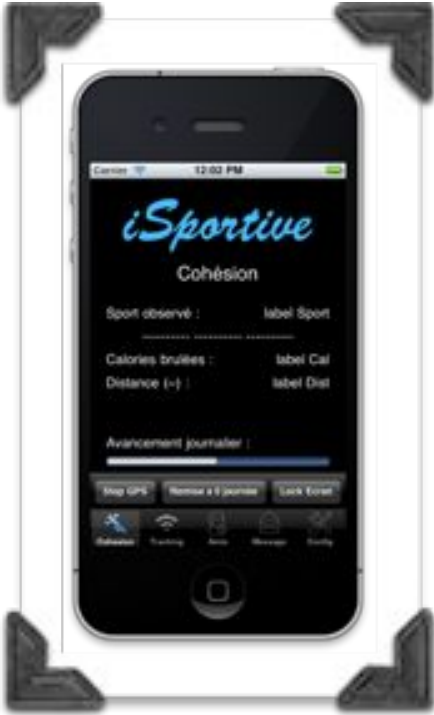 Carrier 12:02 PM
iSportive
Cohésion
Sport observé : label Sport
---------- ---------- ----------
Calories brulées : label Cal
Distance (~) : label Dist
Avancement journalier :
Stop GPS Remise à 0 journée Lock Ecran
Cohésion Tracking Amis Message Config